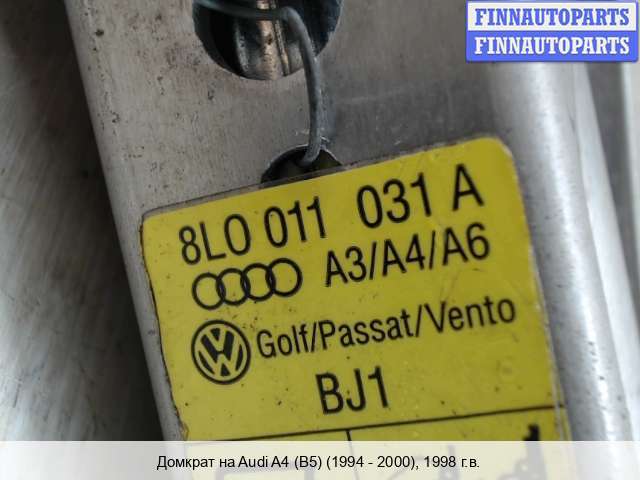 FINNAUTOPARTS
FINNAUTOPARTS
8L0 011 031 A
A3/A4/A6
Golf/Passat/Vento
BJ1
Домкрат на Audi A4 (B5) (1994 - 2000), 1998 г.в.